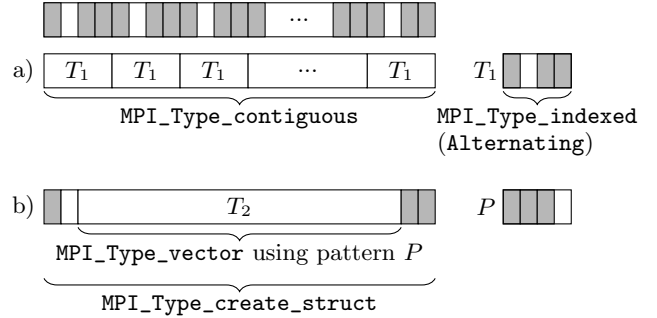 ...
a) T₁ T₁ T₁ ... T₁ T₁
MPI_Type_contiguous MPI_Type_indexed
(Alternating)
b) T₂ P
MPI_Type_vector using pattern P
MPI_Type_create_struct